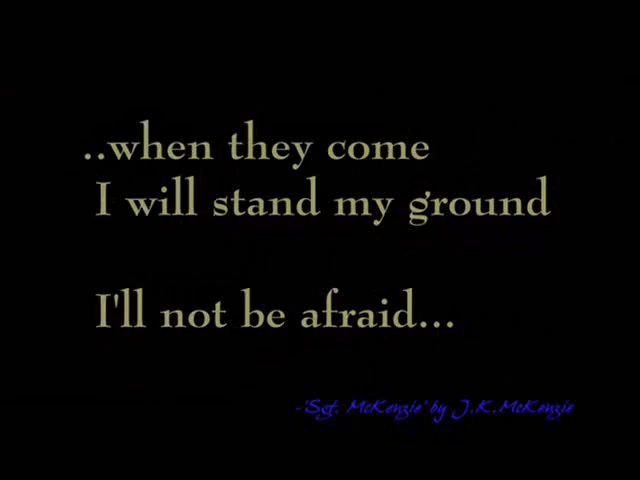 ..when they come
I will stand my ground
I'll not be afraid...
-'Sgt. McKenzie' by J.K.McKenzie